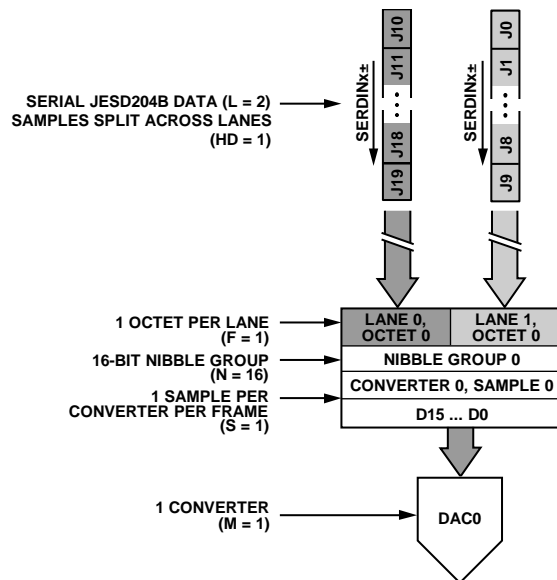 J10
J11
J18
J19
SERDINx±
J0
J1
J8
J9
SERDINx±
SERIAL JESD204B DATA (L = 2)
SAMPLES SPLIT ACROSS LANES
(HD = 1)
1 OCTET PER LANE
(F = 1)
LANE 0,
OCTET 0
LANE 1,
OCTET 0
16-BIT NIBBLE GROUP
(N = 16)
NIBBLE GROUP 0
CONVERTER 0, SAMPLE 0
1 SAMPLE PER
CONVERTER PER FRAME
(S = 1)
D15 ... D0
1 CONVERTER
(M = 1)
DAC0